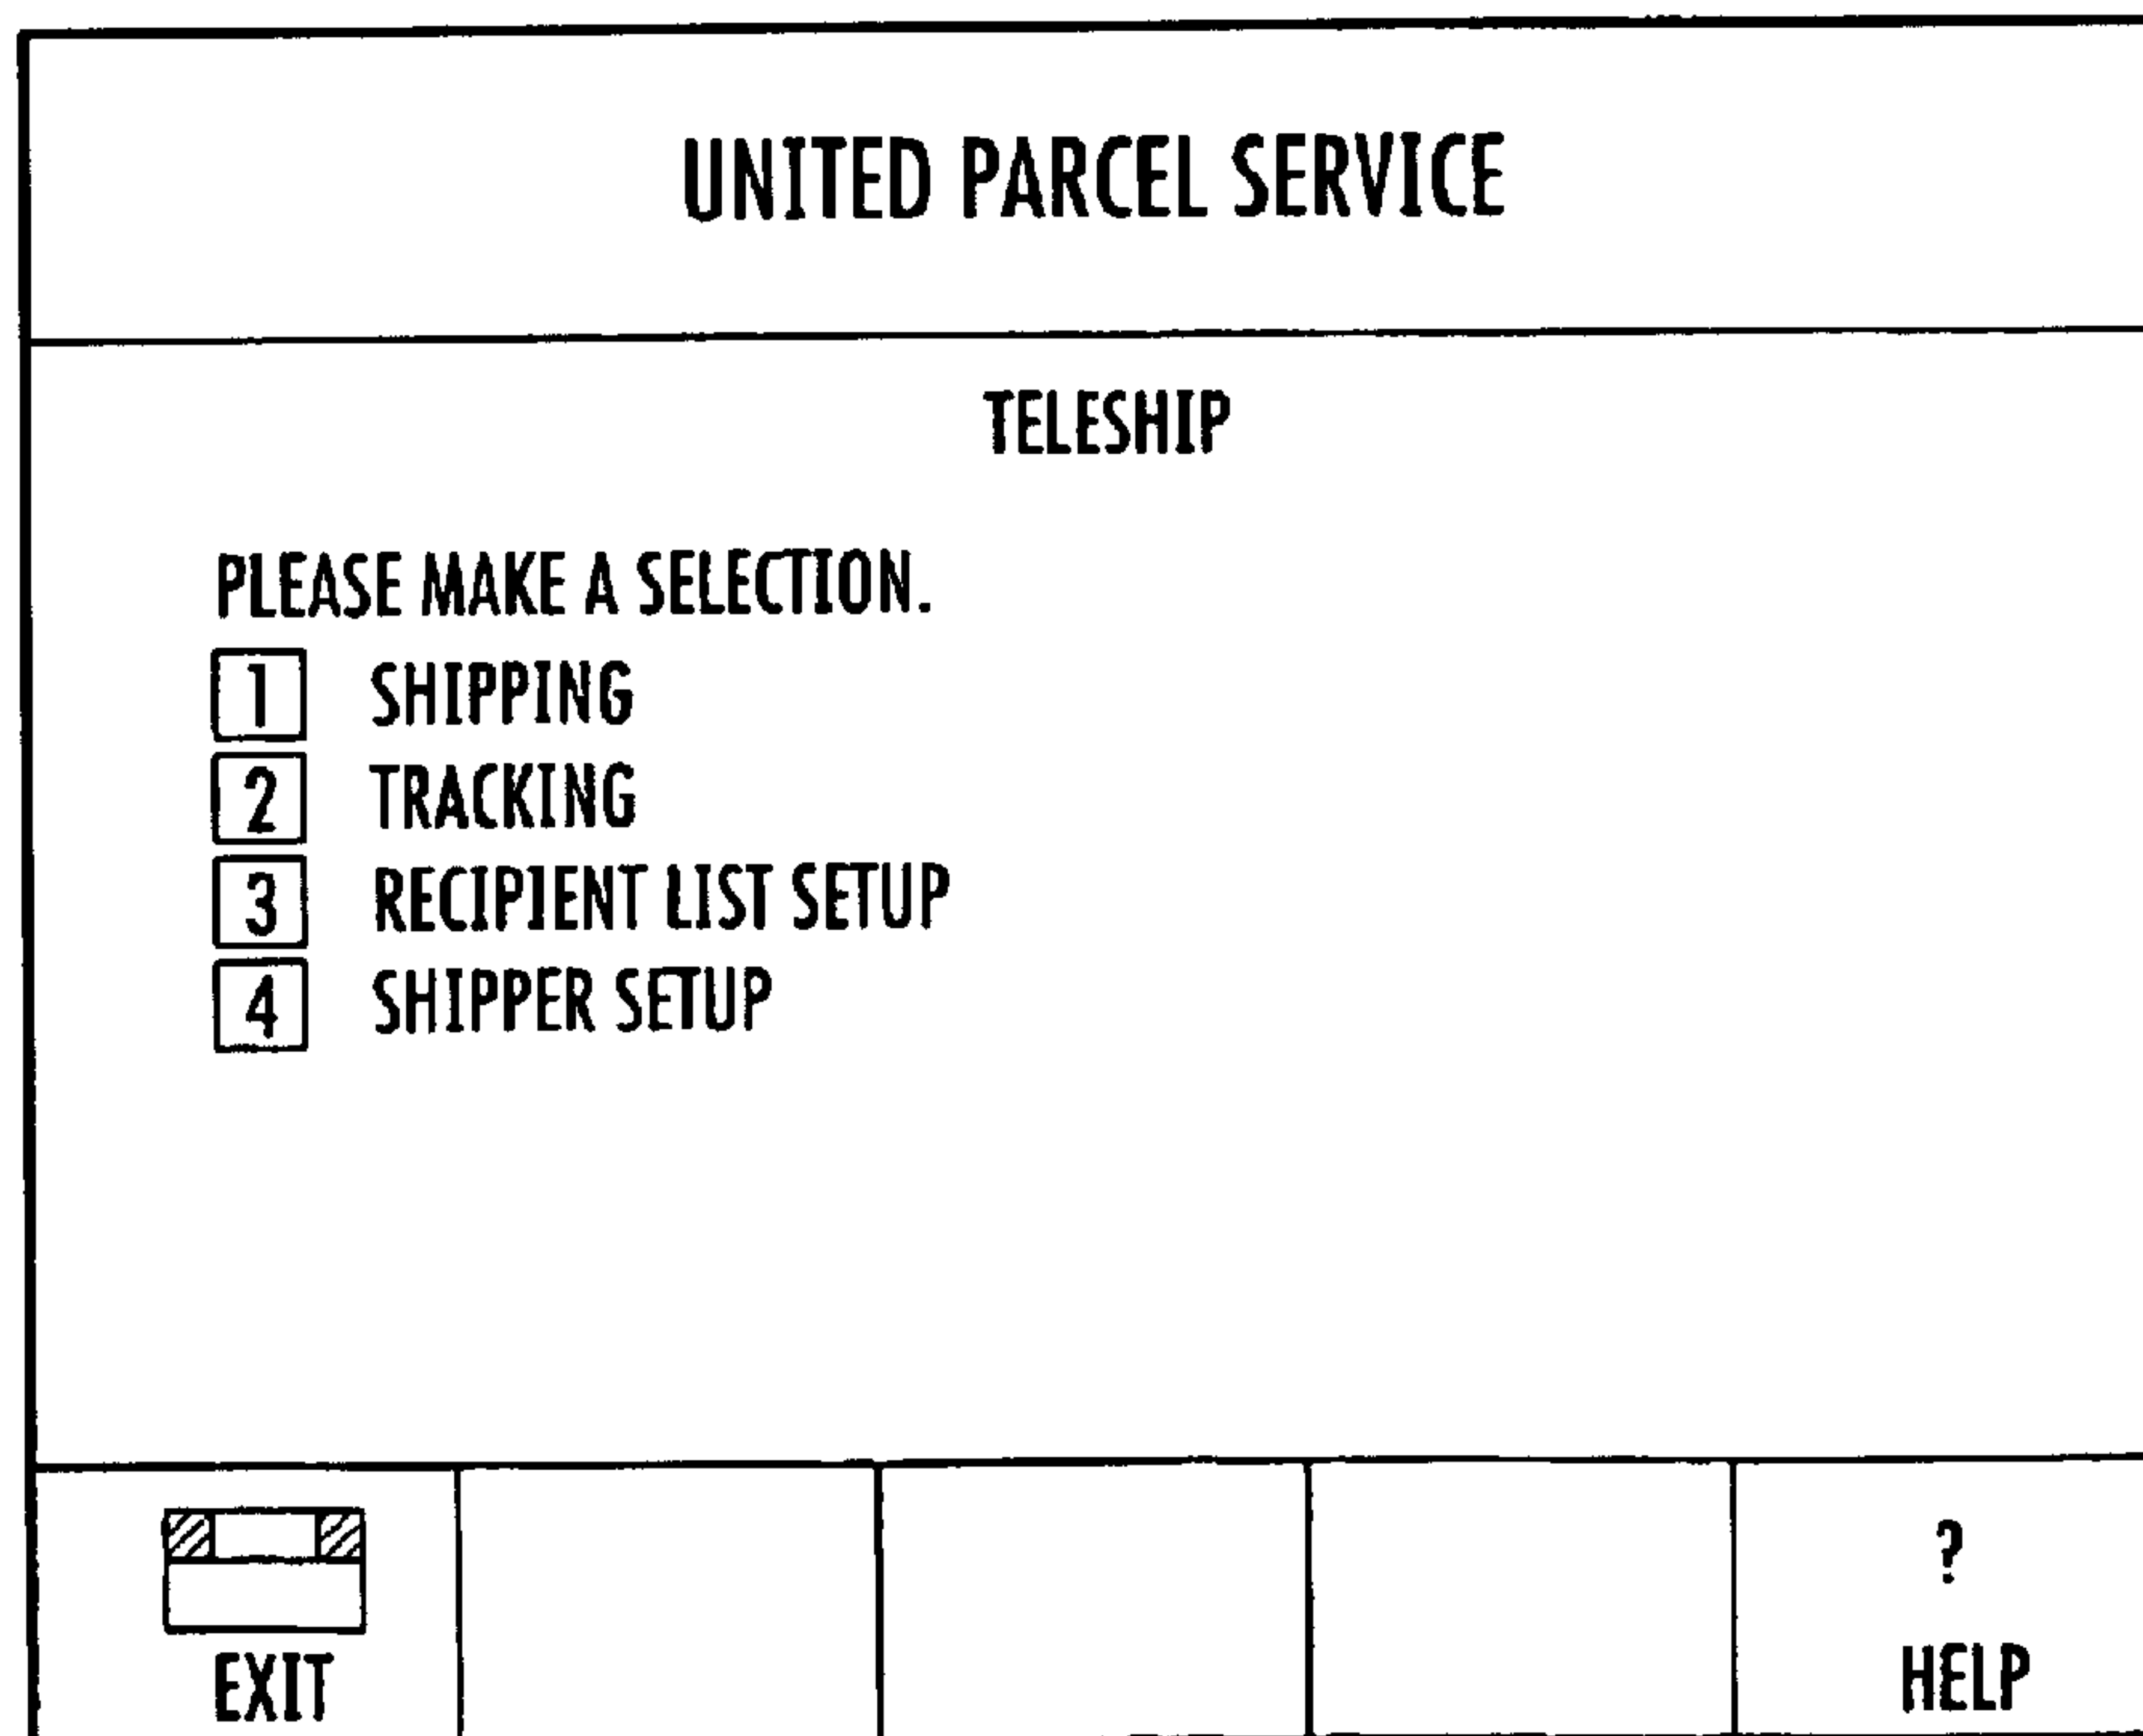 UNITED PARCEL SERVICE
TELESHIP
PLEASE MAKE A SELECTION.
1 SHIPPING
2 TRACKING
3 RECIPIENT LIST SETUP
4 SHIPPER SETUP
?
EXIT HELP